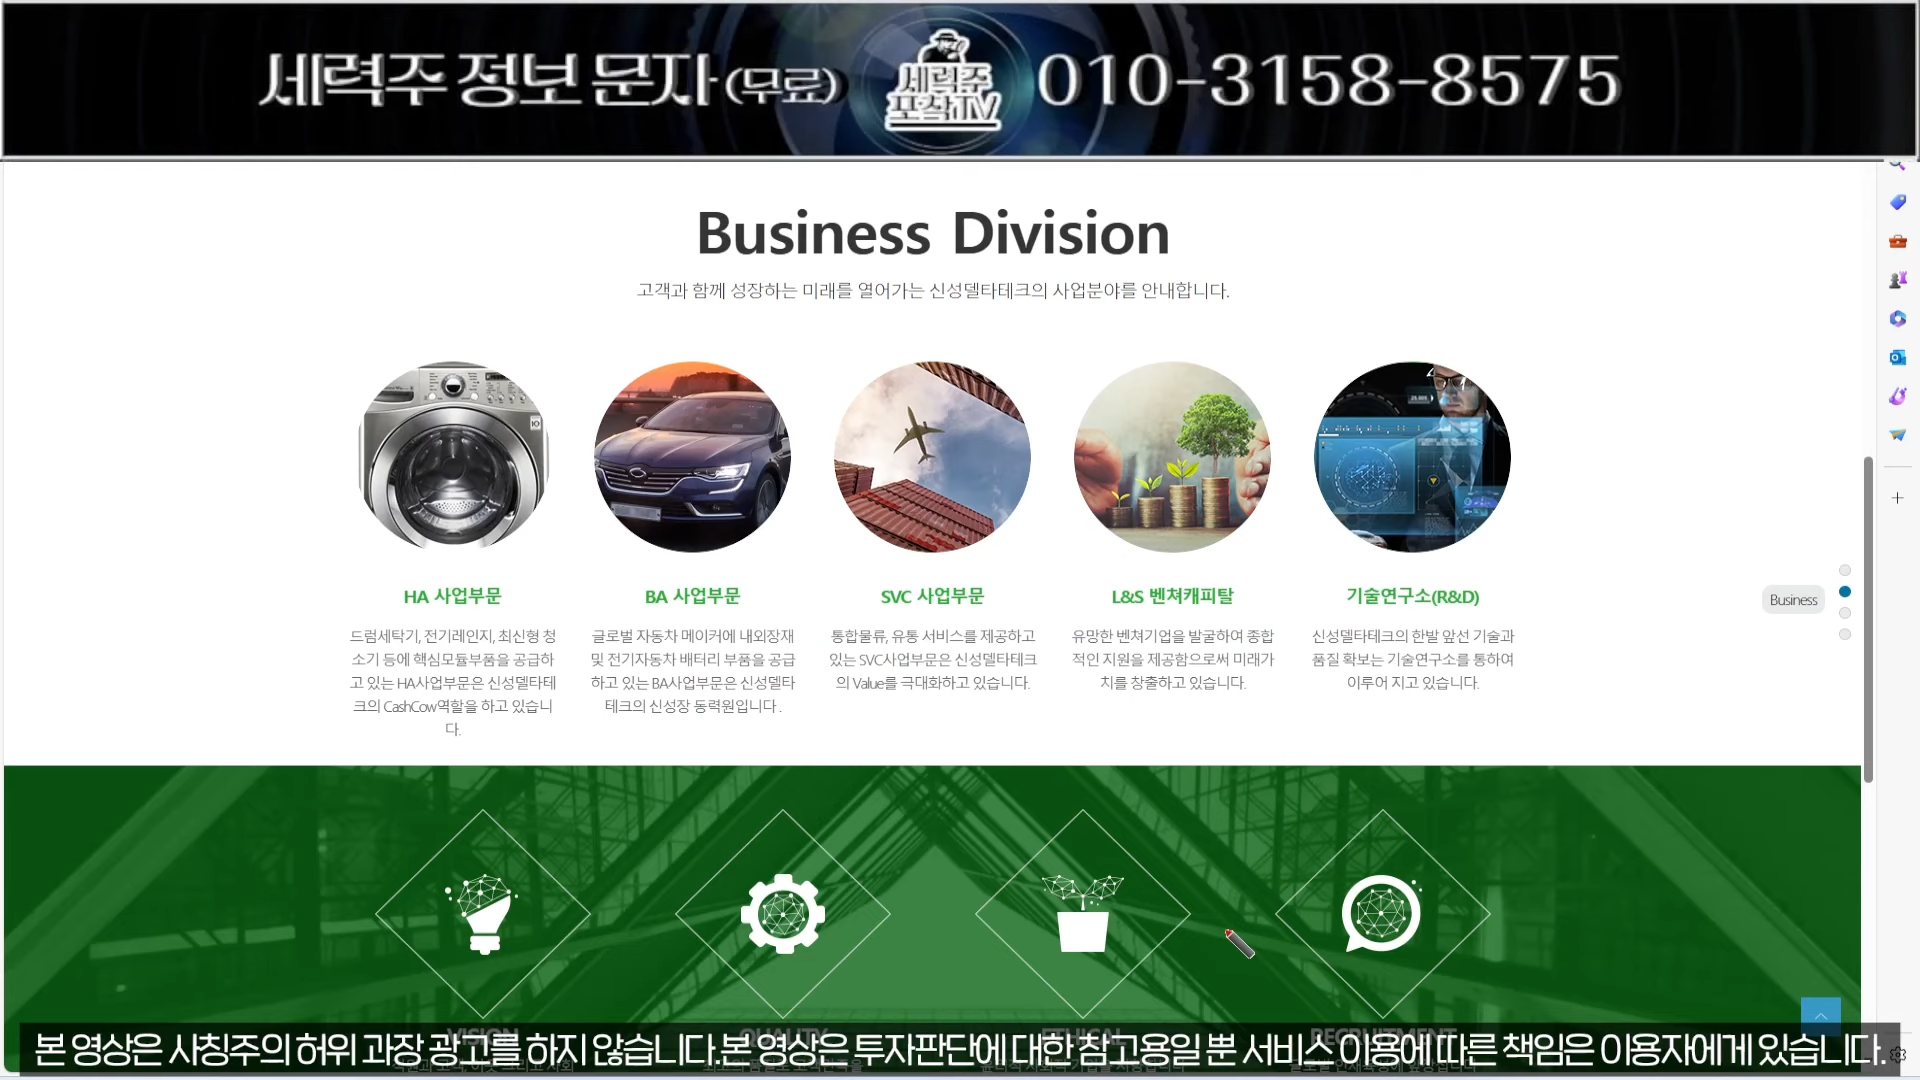 세력주 정보 문자 (무료)
세력주
포착TV
010-3158-8575
Business Division
고객과 함께 성장하는 미래를 열어가는 신성델타테크의 사업분야를 안내합니다.
HA 사업부문
드럼세탁기, 전기레인지, 최신형 청
소기 등에 핵심모듈부품을 공급하
고 있는 HA사업부문은 신성델타테
크의 CashCow역할을 하고 있습니
다.
BA 사업부문
글로벌 자동차 메이커에 내외장재
및 전기자동차 배터리 부품을 공급
하고 있는 BA사업부문은 신성델타
테크의 신성장 동력원입니다 .
SVC 사업부문
통합물류, 유통 서비스를 제공하고
있는 SVC사업부문은 신성델타테크
의 Value를 극대화하고 있습니다.
L&S 벤쳐캐피탈
유망한 벤쳐기업을 발굴하여 종합
적인 지원을 제공함으로써 미래가
치를 창출하고 있습니다.
기술연구소(R&D)
신성델타테크의 한발 앞선 기술과
품질 확보는 기술연구소를 통하여
이루어 지고 있습니다.
Business
VISION
QUALITY
ETHICAL
RECRUITMENT
본 영상은 사칭주의 허위 과장 광고를 하지 않습니다.본 영상은 투자판단에 대한 참고용일 뿐 서비스 이용에 따른 책임은 이용자에게 있습니다.